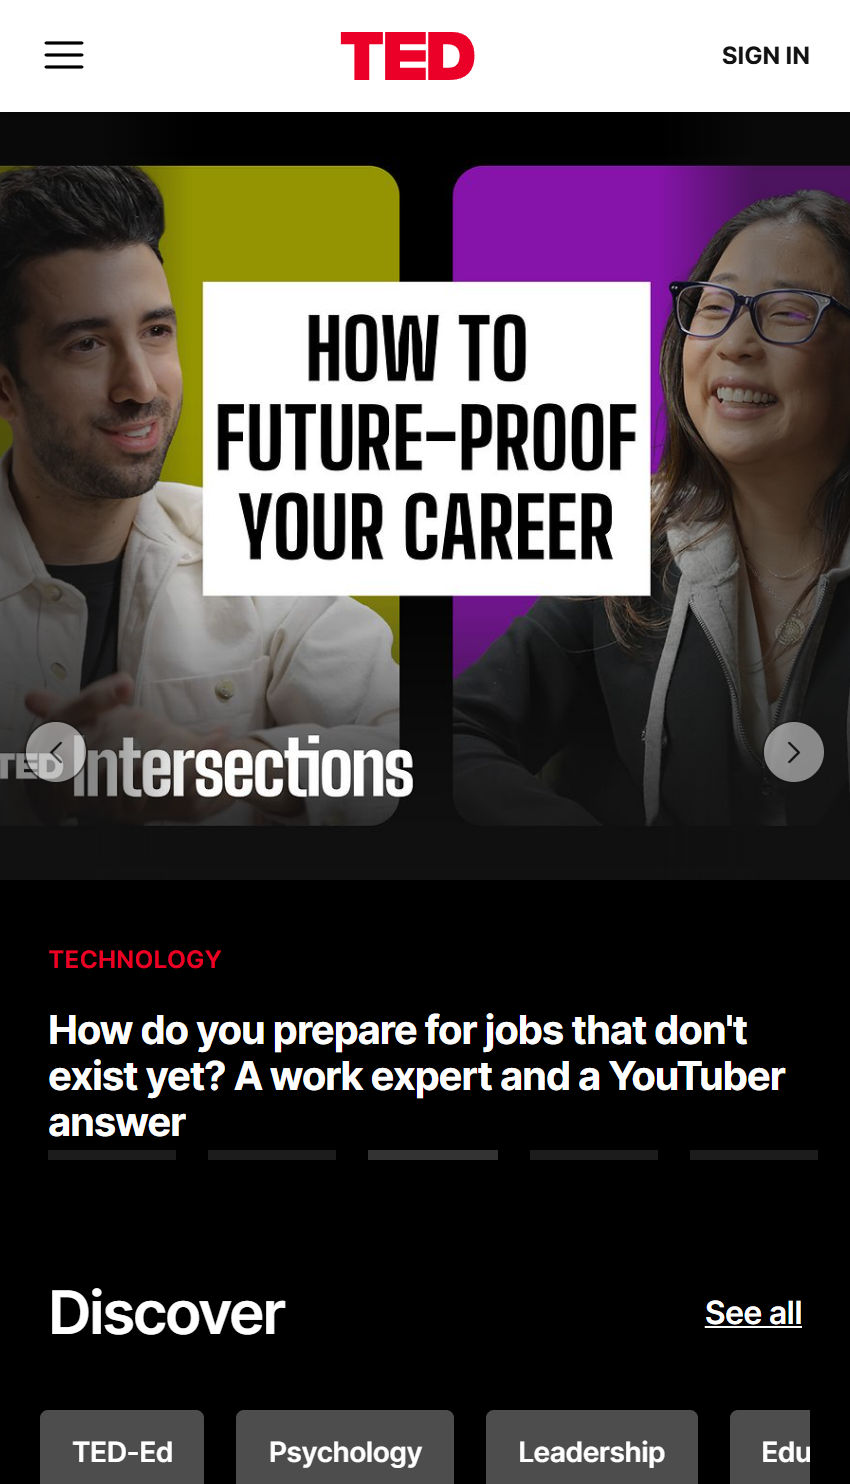 TED
SIGN IN
HOW TO
FUTURE-PROOF
YOUR CAREER
TED Intersections
TECHNOLOGY
How do you prepare for jobs that don't
exist yet? A work expert and a YouTuber
answer
Discover
See all
TED-Ed
Psychology
Leadership
Edu